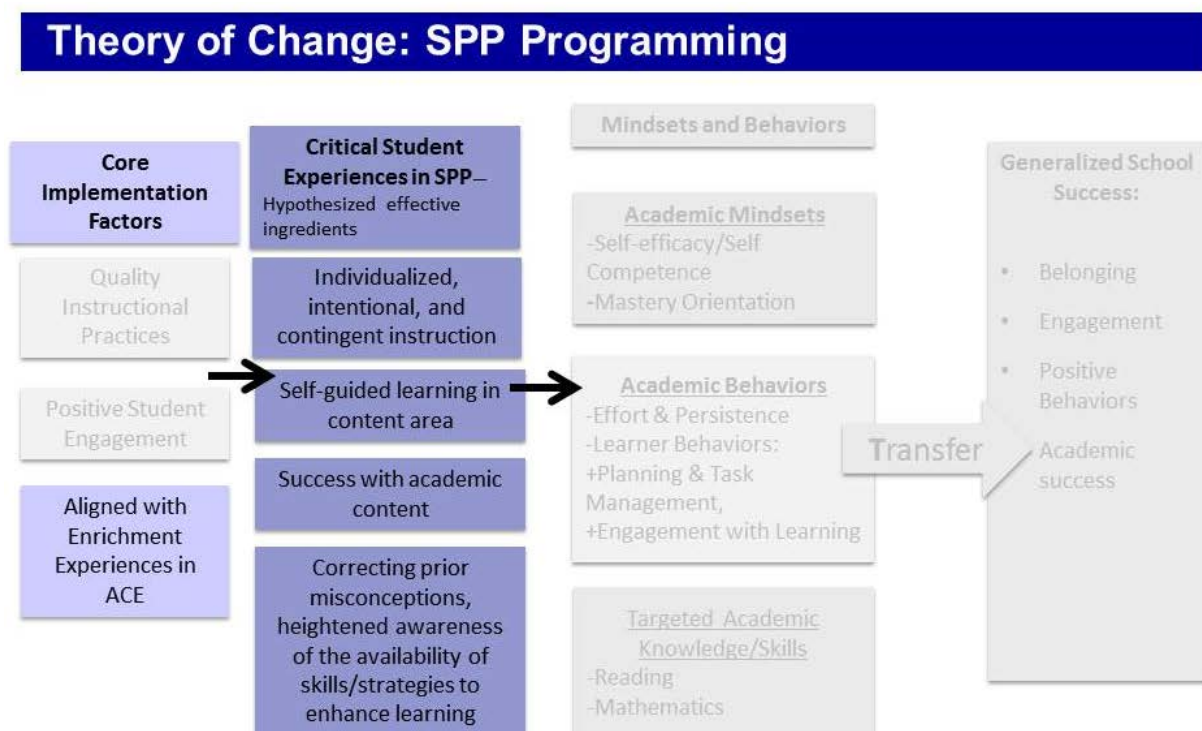 Theory of Change: SPP Programming
Core
Implementation
Factors
Quality
Instructional
Practices
Positive Student
Engagement
Aligned with
Enrichment
Experiences in
ACE
Critical Student
Experiences in SPP–
Hypothesized effective
ingredients
Individualized,
intentional, and
contingent instruction
Self-guided learning in
content area
Success with academic
content
Correcting prior
misconceptions,
heightened awareness
of the availability of
skills/strategies to
enhance learning
Mindsets and Behaviors
Academic Mindsets
-Self-efficacy/Self
Competence
-Mastery Orientation
Academic Behaviors
-Effort & Persistence
-Learner Behaviors:
+Planning & Task
Management,
+Engagement with Learning
Targeted Academic
Knowledge/Skills
-Reading
-Mathematics
Transfer
Generalized School
Success:
• Belonging
• Engagement
• Positive
Behaviors
• Academic
success